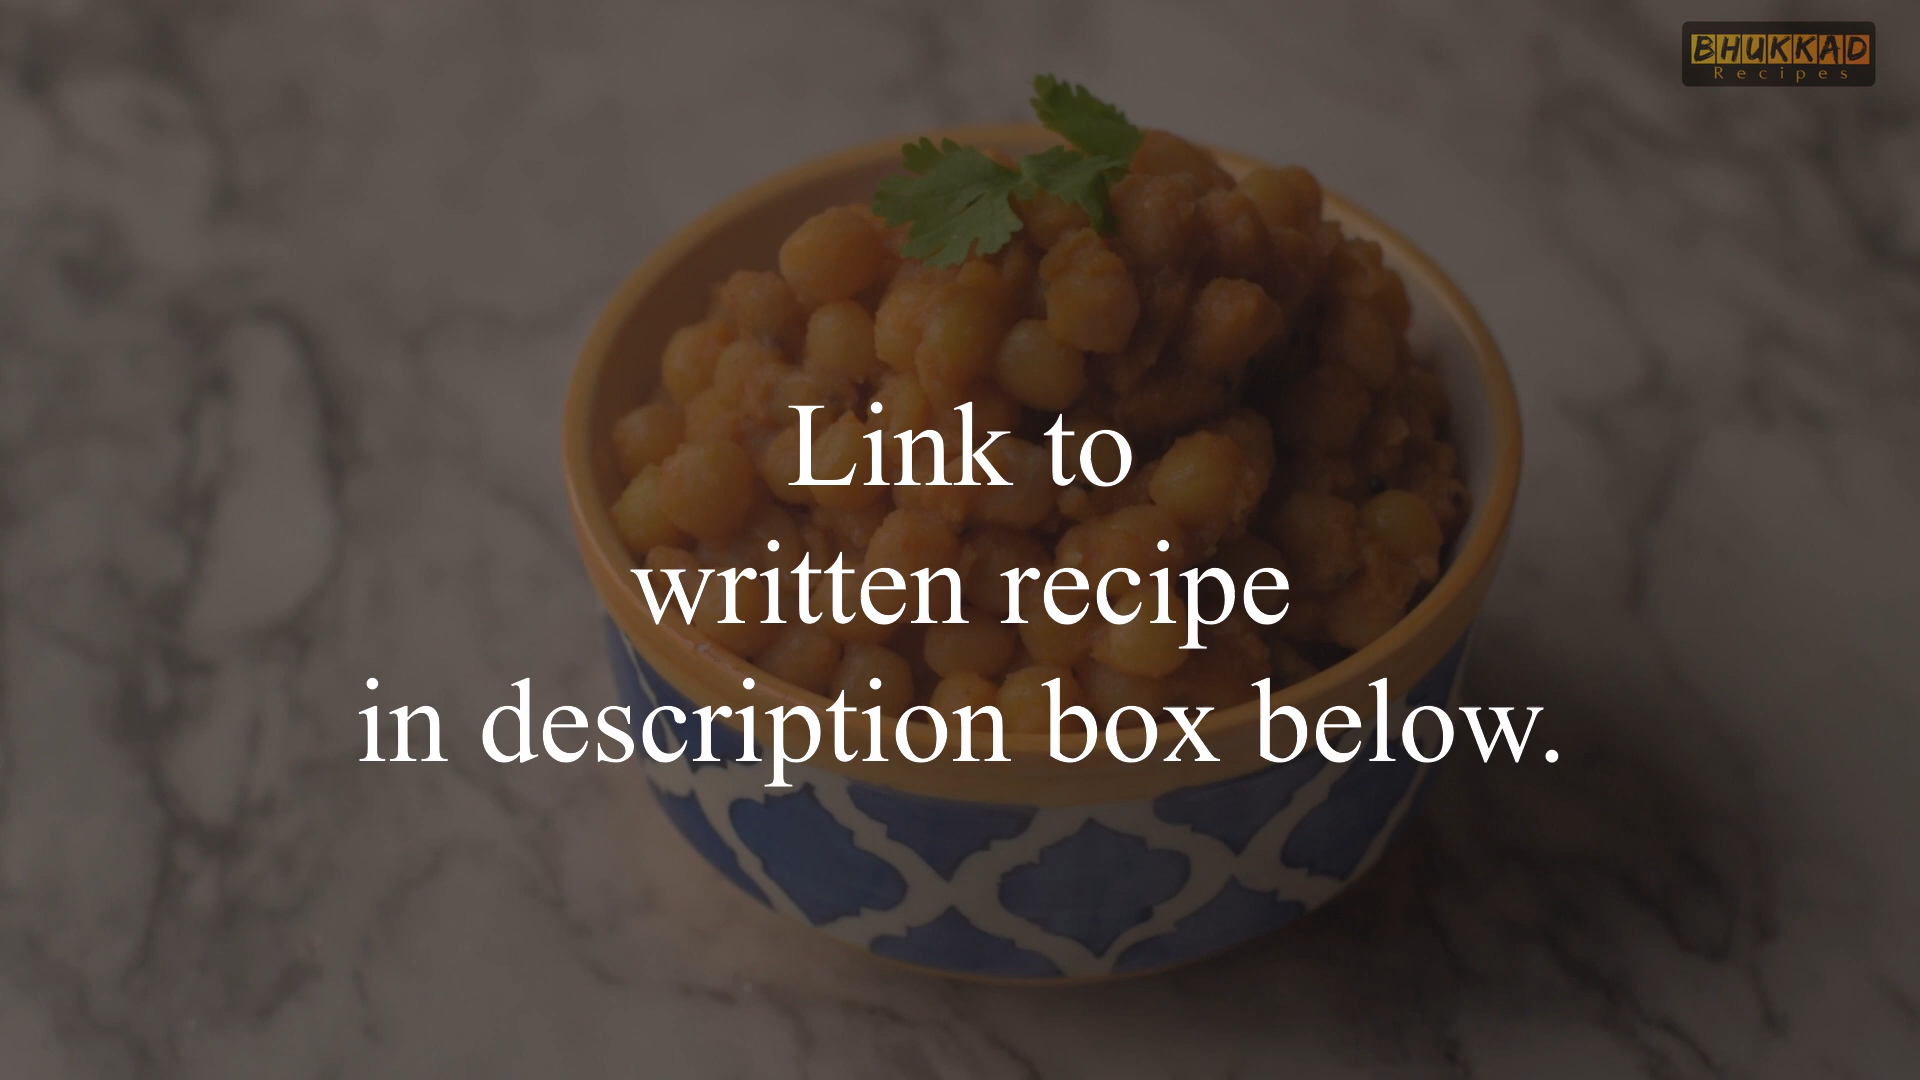 BHUKKAD
Recipes
Link to
written recipe
in description box below.